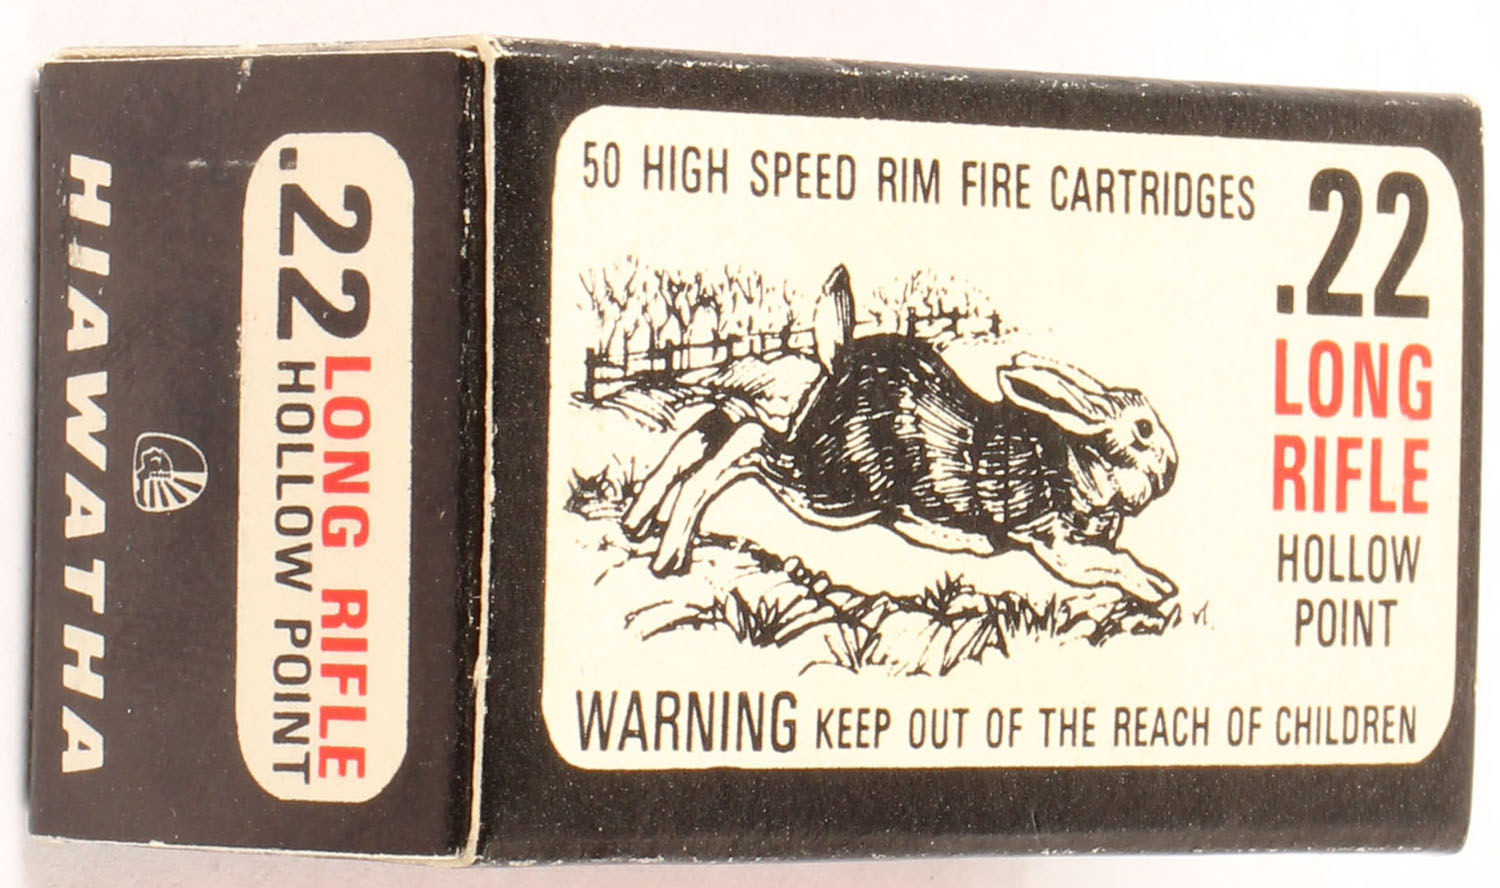 HIAWATHA
.22 LONG RIFLE
HOLLOW POINT
50 HIGH SPEED RIM FIRE CARTRIDGES
.22
LONG
RIFLE
HOLLOW
POINT
WARNING KEEP OUT OF THE REACH OF CHILDREN